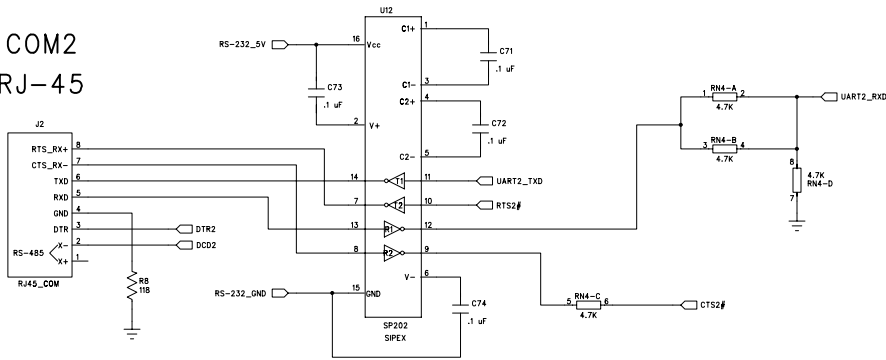 COM2
RJ-45
J2
RTS_RX+ 8
CTS_RX- 7
TXD 6
RXD 5
GND 4
DTR 3
RS-485 X- 2
X+ 1
RJ45_COM
DTR2
DCD2
R8
118
RS-232_5V
C73
.1 uF
RS-232_GND
U12
16 Vcc
2 V+
14 T1 11
7 T2 10
13 R1 12
8 R2 9
15 GND
C1+ 1
C1- 3
C2+ 4
C2- 5
V- 6
SP202
SIPEX
C71
.1 uF
C72
.1 uF
C74
.1 uF
UART2_TXD
RTS2#
RN4-A
1 2
4.7K
RN4-B
3 4
4.7K
UART2_RXD
8
4.7K
RN4-D
7
RN4-C
5 6
4.7K
CTS2#